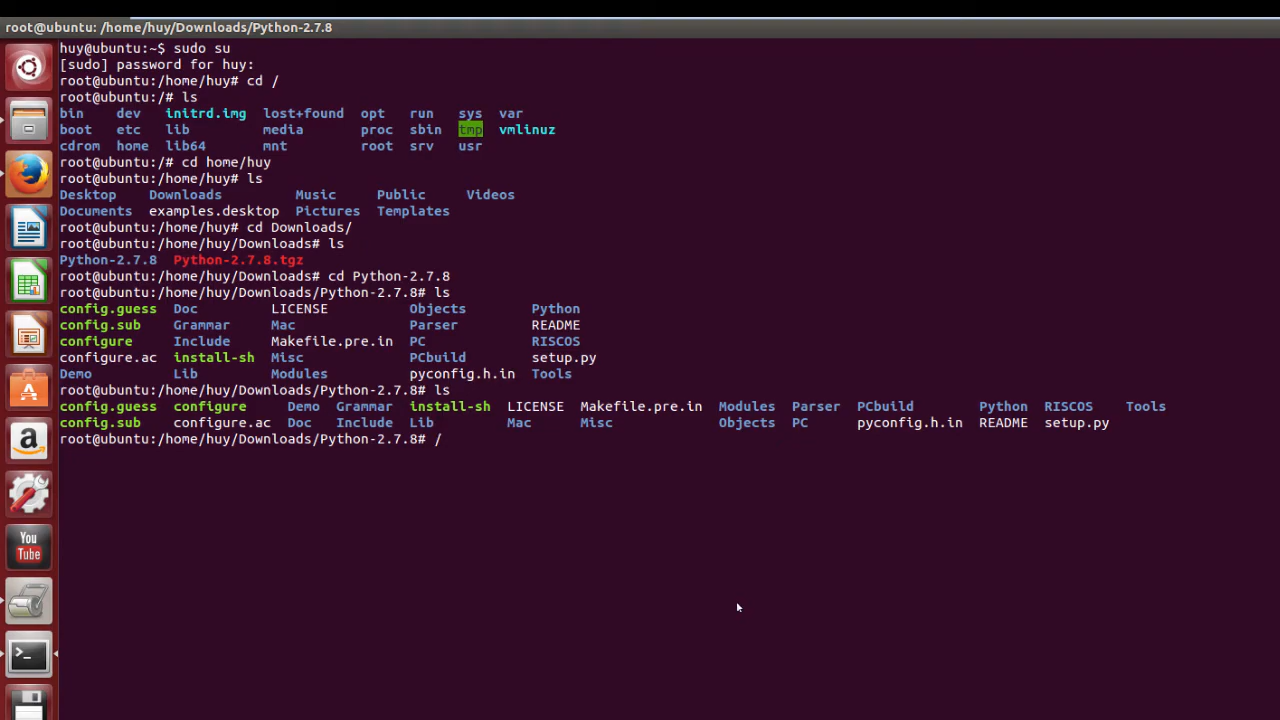 root@ubuntu: /home/huy/Downloads/Python-2.7.8
huy@ubuntu:~$ sudo su
[sudo] password for huy:
root@ubuntu:/home/huy# cd /
root@ubuntu:/# ls
bin dev initrd.img lost+found opt run sys var
boot etc lib media proc sbin tmp vmlinuz
cdrom home lib64 mnt root srv usr
root@ubuntu:/# cd home/huy
root@ubuntu:/home/huy# ls
Desktop Downloads Music Public Videos
Documents examples.desktop Pictures Templates
root@ubuntu:/home/huy# cd Downloads/
root@ubuntu:/home/huy/Downloads# ls
Python-2.7.8 Python-2.7.8.tgz
root@ubuntu:/home/huy/Downloads# cd Python-2.7.8
root@ubuntu:/home/huy/Downloads/Python-2.7.8# ls
config.guess Doc LICENSE Objects Python
config.sub Grammar Mac Parser README
configure Include Makefile.pre.in PC RISCOS
configure.ac install-sh Misc PCbuild setup.py
Demo Lib Modules pyconfig.h.in Tools
root@ubuntu:/home/huy/Downloads/Python-2.7.8# ls
config.guess configure Demo Grammar install-sh LICENSE Makefile.pre.in Modules Parser PCbuild Python RISCOS Tools
config.sub configure.ac Doc Include Lib Mac Misc Objects PC pyconfig.h.in README setup.py
root@ubuntu:/home/huy/Downloads/Python-2.7.8# /
a
You
Tube
>_